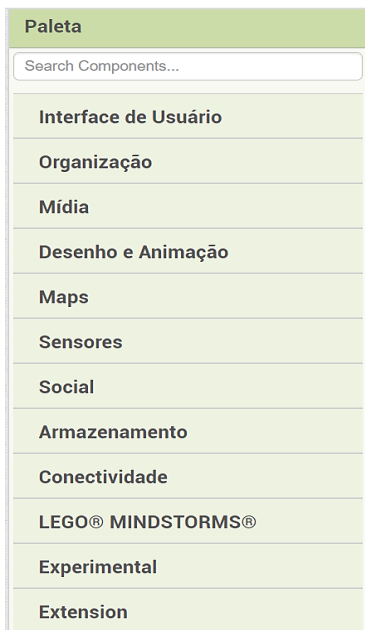 Paleta
Search Components...
Interface de Usuário
Organização
Mídia
Desenho e Animação
Maps
Sensores
Social
Armazenamento
Conectividade
LEGO® MINDSTORMS®
Experimental
Extension